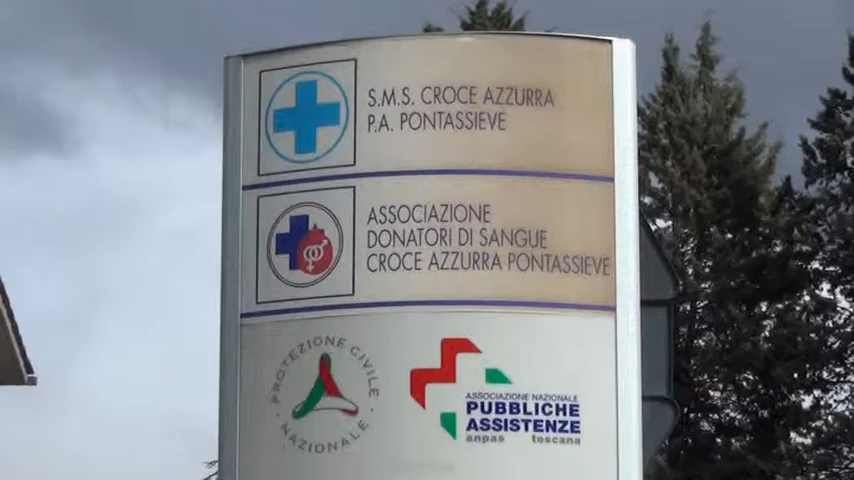 S.M.S. CROCE AZZURRA
P.A. PONTASSIEVE
ASSOCIAZIONE
DONATORI DI SANGUE
CROCE AZZURRA PONTASSIEVE
PROTEZIONE CIVILE
NAZIONALE
ASSOCIAZIONE NAZIONALE
PUBBLICHE
ASSISTENZE
anpas toscana